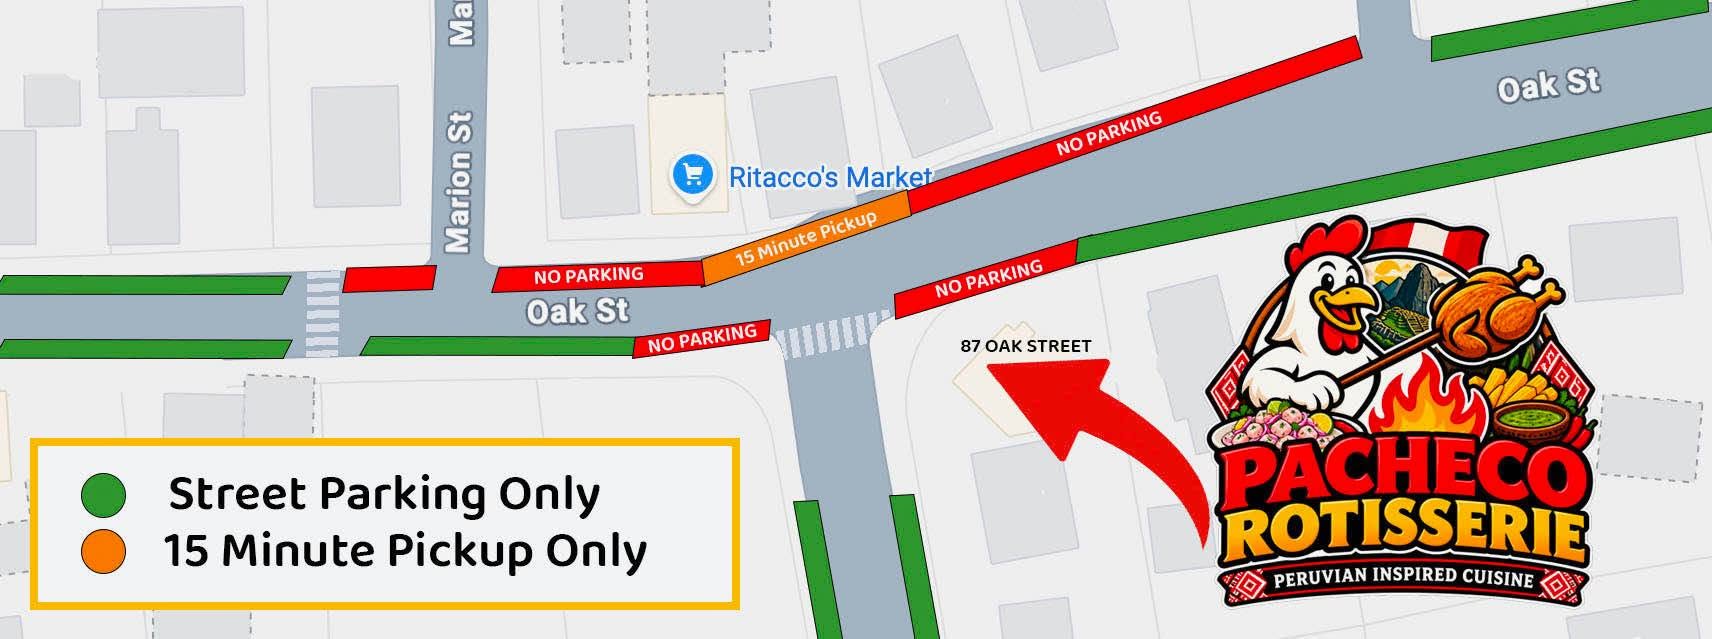 Ma
Marion St
Oak St
NO PARKING
Ritacco's Market
15 Minute Pickup
NO PARKING
Oak St
NO PARKING
NO PARKING
87 OAK STREET
Street Parking Only
15 Minute Pickup Only
PACHECO
ROTISSERIE
PERUVIAN INSPIRED CUISINE